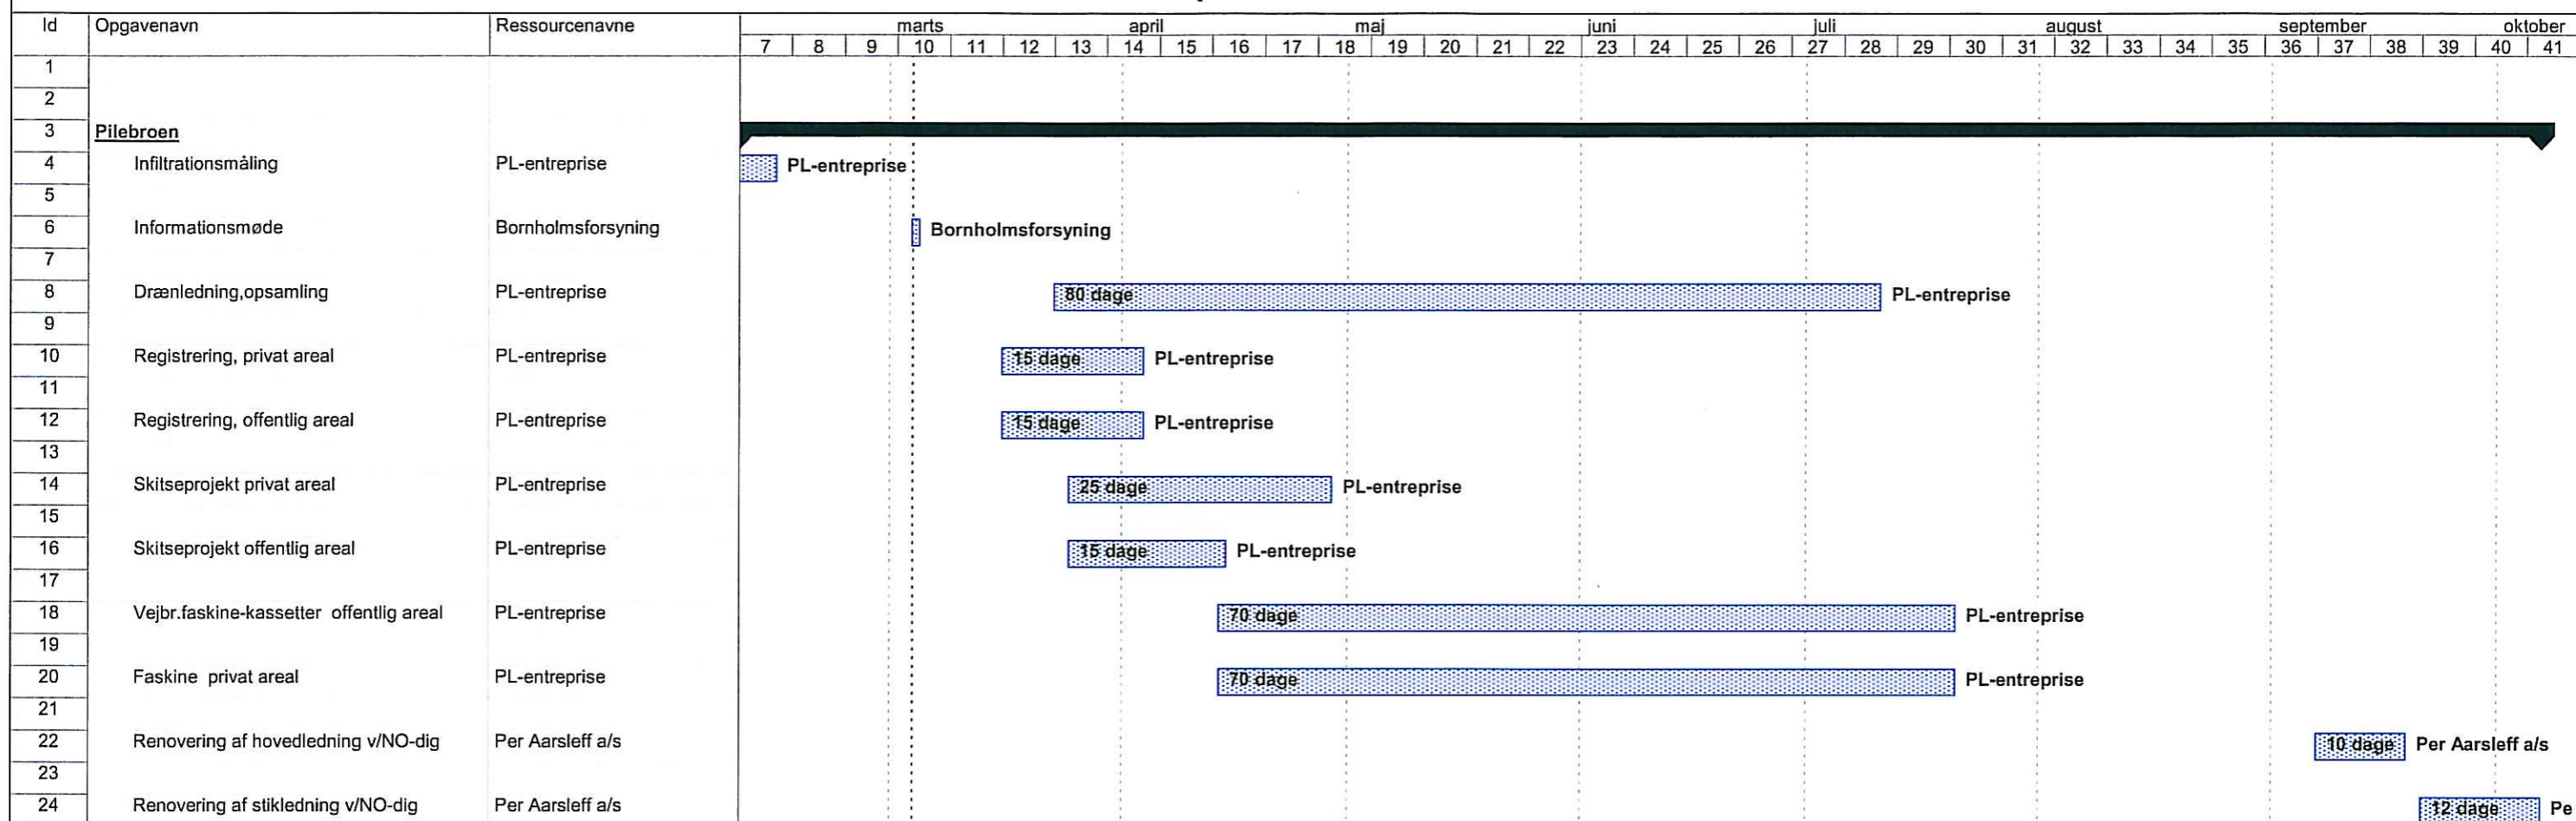 Id Opgavenavn Ressourcenavne marts april maj juni juli august september oktober
7 8 9 10 11 12 13 14 15 16 17 18 19 20 21 22 23 24 25 26 27 28 29 30 31 32 33 34 35 36 37 38 39 40 41
1
2
3 Pilebroen
4 Infiltrationsmåling PL-entreprise PL-entreprise
5
6 Informationsmøde Bornholmsforsyning Bornholmsforsyning
7
8 Drænledning,opsamling PL-entreprise 80 dage PL-entreprise
9
10 Registrering, privat areal PL-entreprise 15 dage PL-entreprise
11
12 Registrering, offentlig areal PL-entreprise 15 dage PL-entreprise
13
14 Skitseprojekt privat areal PL-entreprise 25 dage PL-entreprise
15
16 Skitseprojekt offentlig areal PL-entreprise 15 dage PL-entreprise
17
18 Vejbr.faskine-kassetter offentlig areal PL-entreprise 70 dage PL-entreprise
19
20 Faskine privat areal PL-entreprise 70 dage PL-entreprise
21
22 Renovering af hovedledning v/NO-dig Per Aarsleff a/s 10 dage Per Aarsleff a/s
23
24 Renovering af stikledning v/NO-dig Per Aarsleff a/s 12 dage Pe